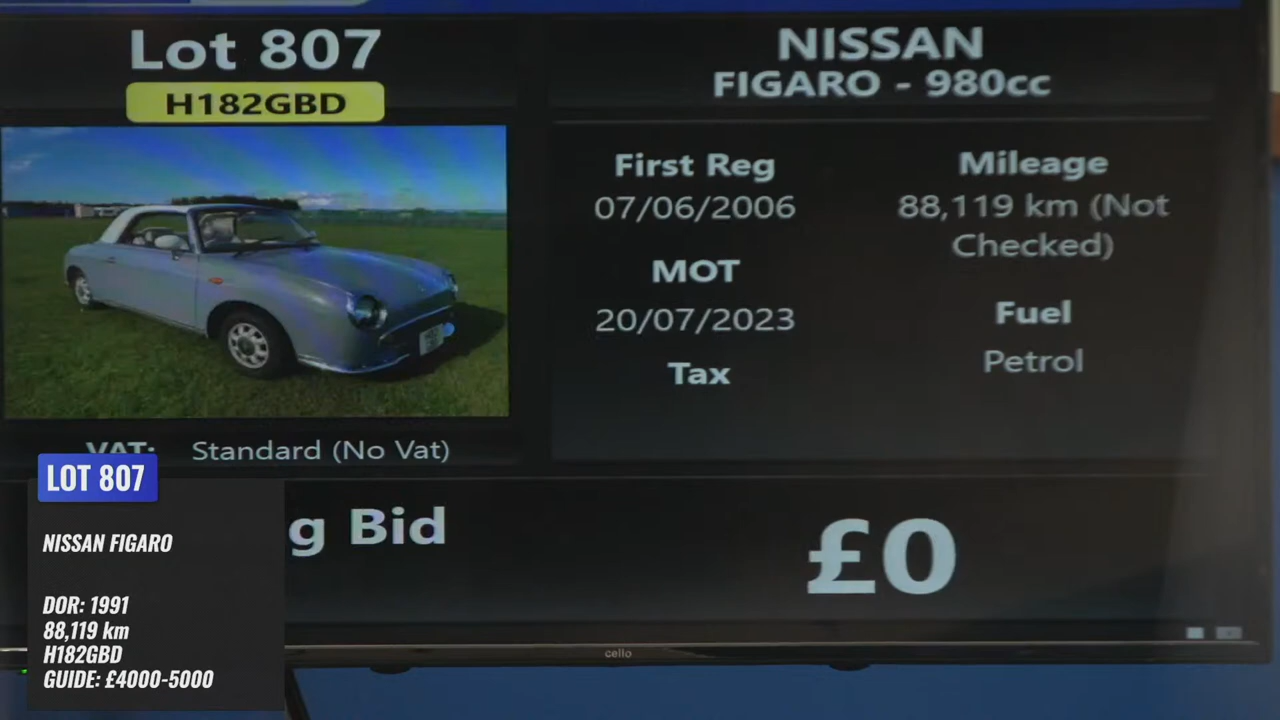 Lot 807
H182GBD
NISSAN
FIGARO - 980cc
First Reg
07/06/2006
MOT
20/07/2023
Tax
Mileage
88,119 km (Not
Checked)
Fuel
Petrol
VAT: Standard (No Vat)
g Bid
£0
cello
LOT 807
NISSAN FIGARO
DOR: 1991
88,119 km
H182GBD
GUIDE: £4000-5000